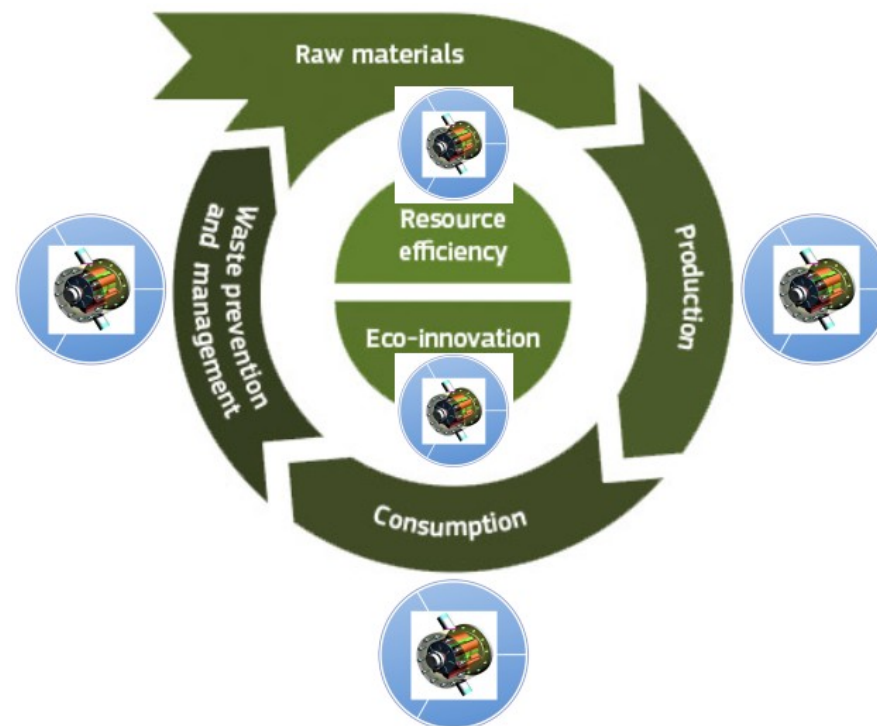 Raw materials
Resource
efficiency
Eco-innovation
Production
Consumption
Waste prevention
and management